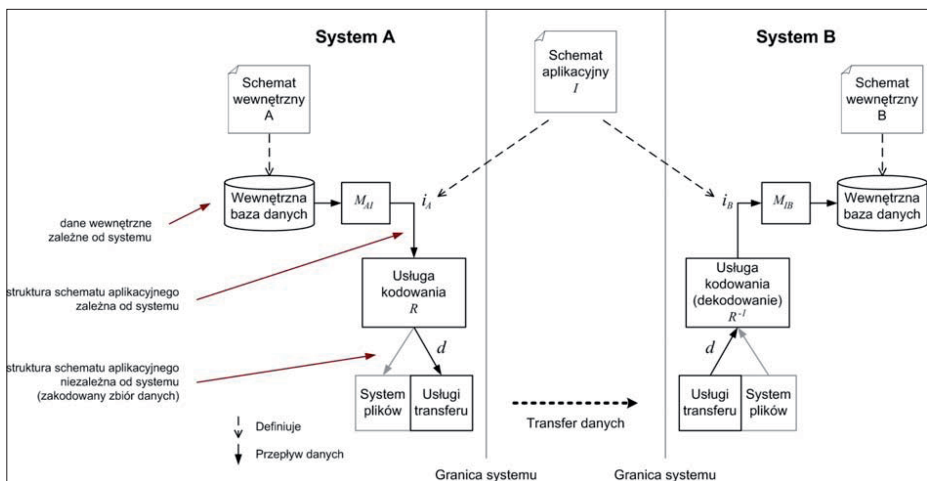 System A
Schemat
wewnętrzny
A
Wewnętrzna
baza danych
M_AI
i_A
dane wewnętrzne
zależne od systemu
struktura schematu aplikacyjnego
zależna od systemu
Usługa
kodowania
R
d
struktura schematu aplikacyjnego
niezależna od systemu
(zakodowany zbiór danych)
System
plików
Usługi
transferu
Definiuje
Przepływ danych
Schemat
aplikacyjny
I
Transfer danych
Granica systemu
Granica systemu
System B
Schemat
wewnętrzny
B
i_B
M_IB
Wewnętrzna
baza danych
Usługa
kodowania
(dekodowanie)
R^-1
d
Usługi
transferu
System
plików